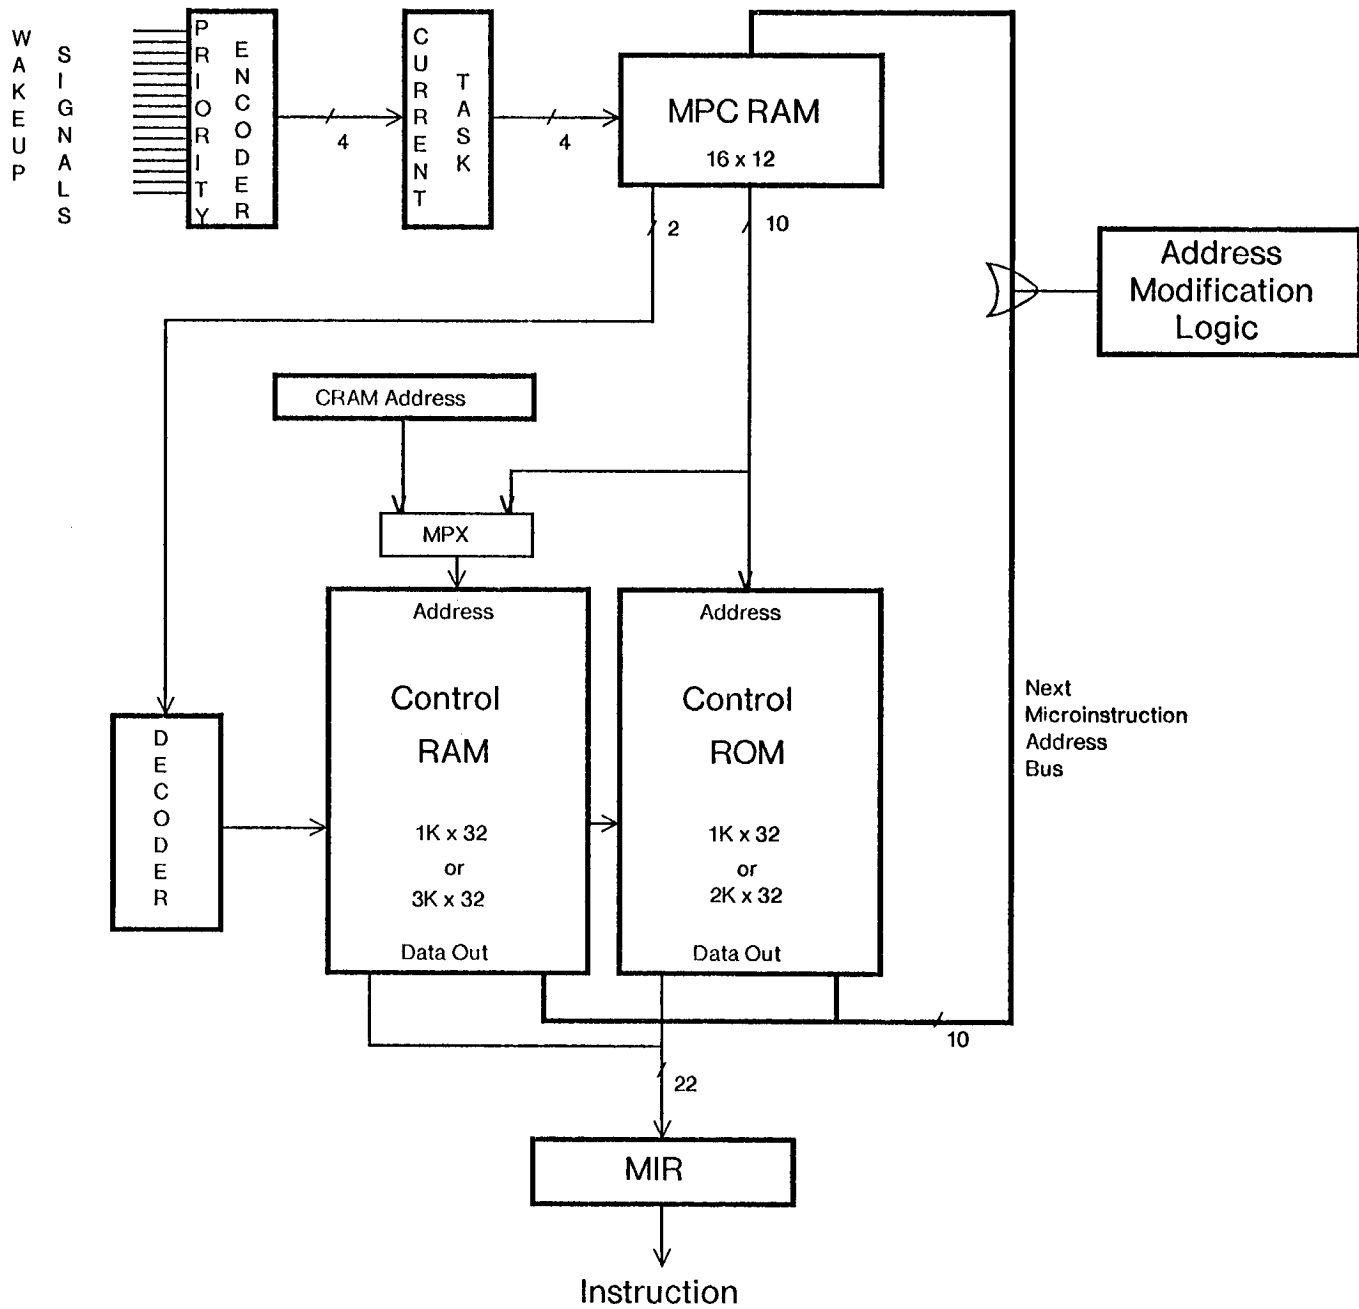 WAKEUP
SIGNALS
PRIORITY
ENCODER
4
CURRENT
TASK
4
MPC RAM
16 x 12
2
10
Address
Modification
Logic
CRAM Address
MPX
Address
Control
RAM
1K x 32
or
3K x 32
Data Out
Address
Control
ROM
1K x 32
or
2K x 32
Data Out
DECODER
Next
Microinstruction
Address
Bus
10
22
MIR
Instruction